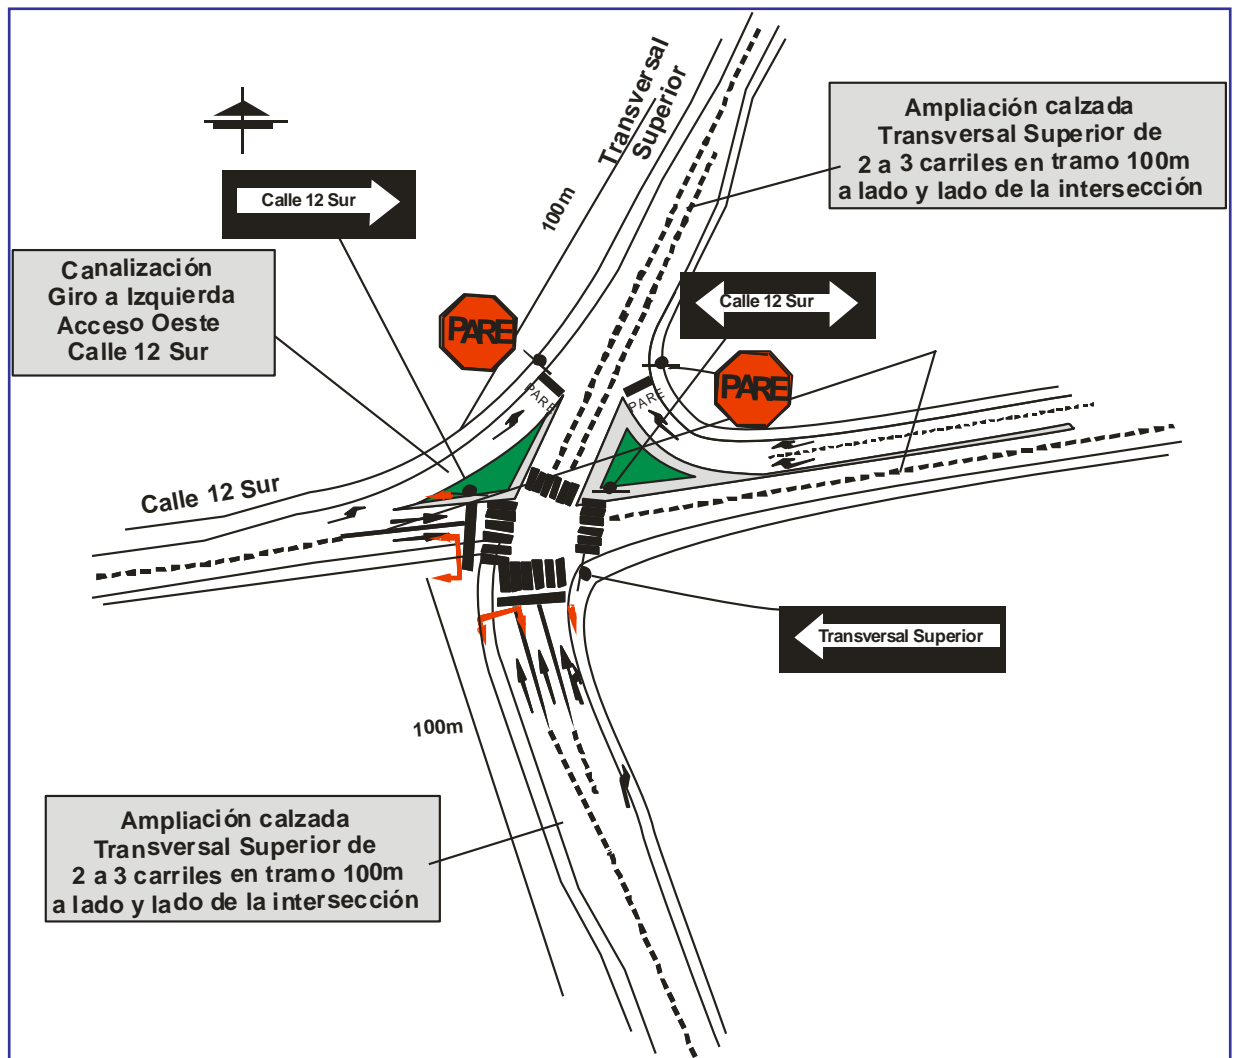 Transversal
Superior
100m
Ampliación calzada
Transversal Superior de
2 a 3 carriles en tramo 100m
a lado y lado de la intersección
Calle 12 Sur
Canalización
Giro a Izquierda
Acceso Oeste
Calle 12 Sur
PARE
Calle 12 Sur
PARE
PARE
PARE
Calle 12 Sur
Transversal Superior
100m
Ampliación calzada
Transversal Superior de
2 a 3 carriles en tramo 100m
a lado y lado de la intersección